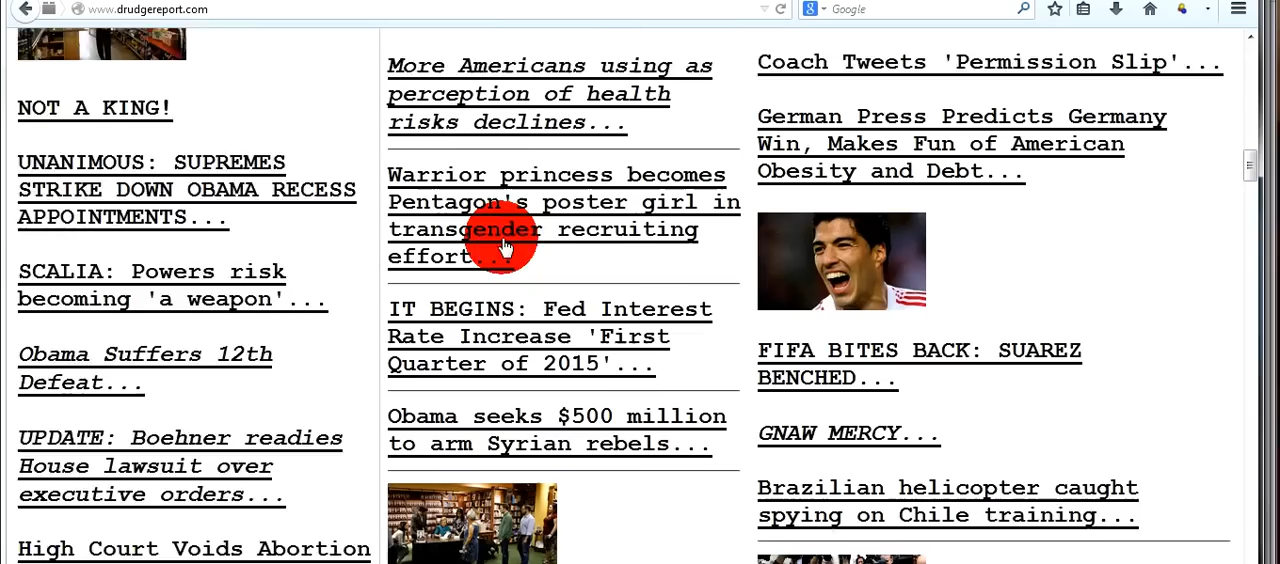 www.drudgereport.com
Google
NOT A KING!
UNANIMOUS: SUPREMES
STRIKE DOWN OBAMA RECESS
APPOINTMENTS...
SCALIA: Powers risk
becoming 'a weapon'...
Obama Suffers 12th
Defeat...
UPDATE: Boehner readies
House lawsuit over
executive orders...
High Court Voids Abortion
More Americans using as
perception of health
risks declines...
Warrior princess becomes
Pentagon's poster girl in
transgender recruiting
effort...
IT BEGINS: Fed Interest
Rate Increase 'First
Quarter of 2015'...
Obama seeks $500 million
to arm Syrian rebels...
Coach Tweets 'Permission Slip'...
German Press Predicts Germany
Win, Makes Fun of American
Obesity and Debt...
FIFA BITES BACK: SUAREZ
BENCHED...
GNAW MERCY...
Brazilian helicopter caught
spying on Chile training...